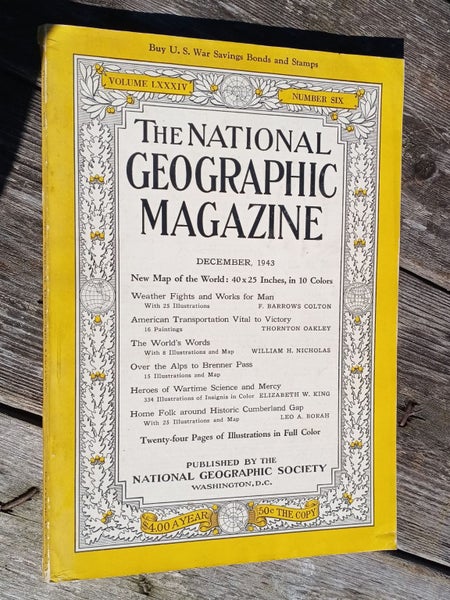 Buy U. S. War Savings Bonds and Stamps
VOLUME LXXXIV
NUMBER SIX
THE NATIONAL
GEOGRAPHIC
MAGAZINE
DECEMBER, 1943
New Map of the World: 40 x 25 Inches, in 10 Colors
Weather Fights and Works for Man
With 25 Illustrations F. BARROWS COLTON
American Transportation Vital to Victory
16 Paintings THORNTON OAKLEY
The World's Words
With 8 Illustrations and Map WILLIAM H. NICHOLAS
Over the Alps to Brenner Pass
15 Illustrations and Map
Heroes of Wartime Science and Mercy
334 Illustrations of Insignia in Color ELIZABETH W. KING
Home Folk around Historic Cumberland Gap
With 25 Illustrations and Map LEO A. BORAH
Twenty-four Pages of Illustrations in Full Color
PUBLISHED BY THE
NATIONAL GEOGRAPHIC SOCIETY
WASHINGTON, D.C.
$4.00 A YEAR
50c THE COPY